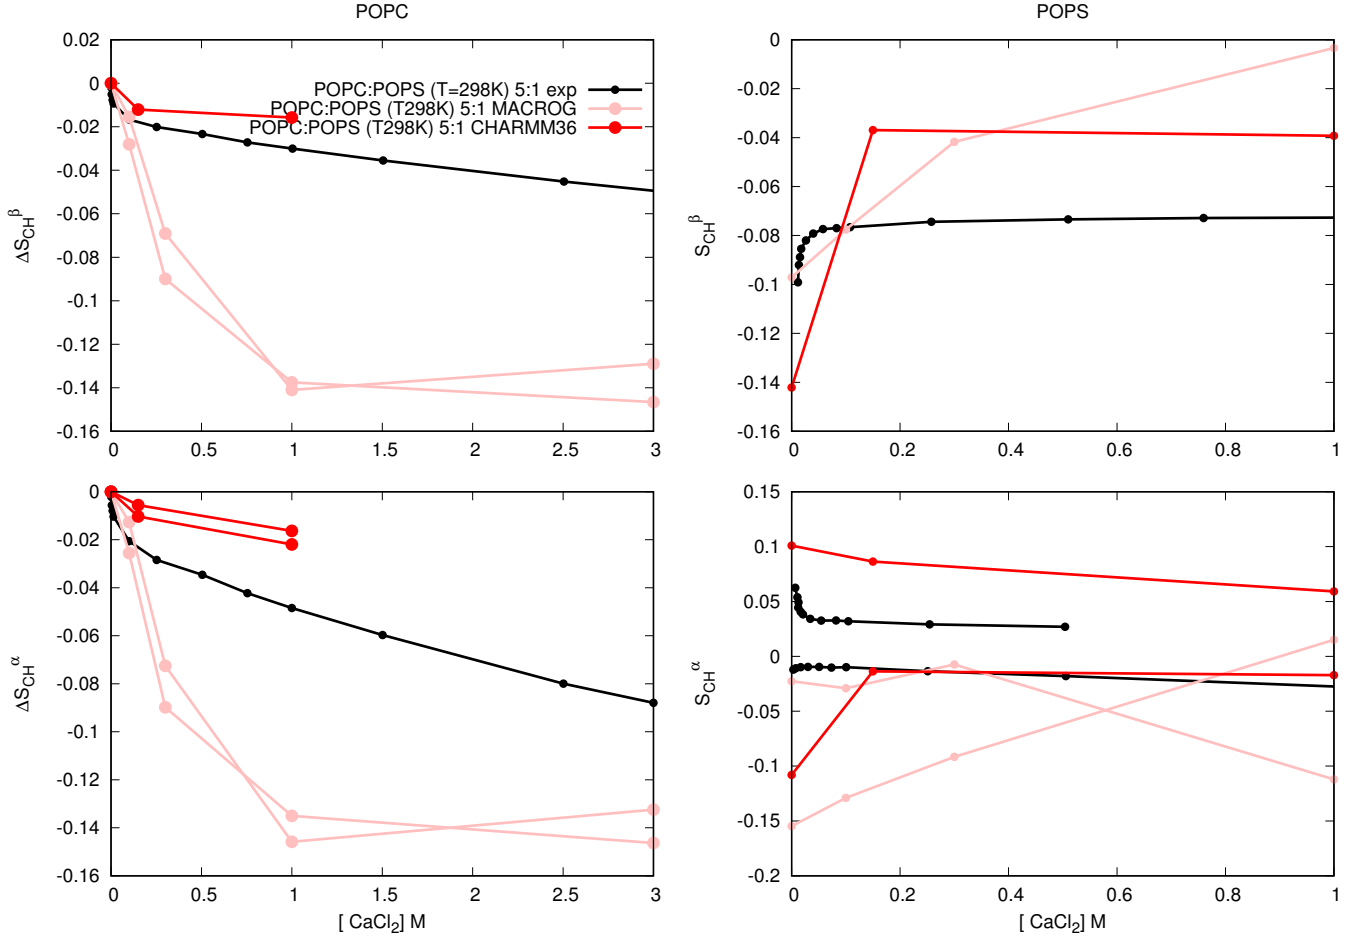 POPC
0.02
0
-0.02
-0.04
-0.06
-0.08
-0.1
-0.12
-0.14
-0.16
0 0.5 1 1.5 2 2.5 3
ΔS_CH^β
POPC:POPS (T=298K) 5:1 exp
POPC:POPS (T298K) 5:1 MACROG
POPC:POPS (T298K) 5:1 CHARMM36
POPS
0
-0.02
-0.04
-0.06
-0.08
-0.1
-0.12
-0.14
-0.16
0 0.2 0.4 0.6 0.8 1
S_CH^β
0
-0.02
-0.04
-0.06
-0.08
-0.1
-0.12
-0.14
-0.16
0 0.5 1 1.5 2 2.5 3
ΔS_CH^α
[ CaCl₂] M
0.15
0.1
0.05
0
-0.05
-0.1
-0.15
-0.2
0 0.2 0.4 0.6 0.8 1
S_CH^α
[ CaCl₂] M